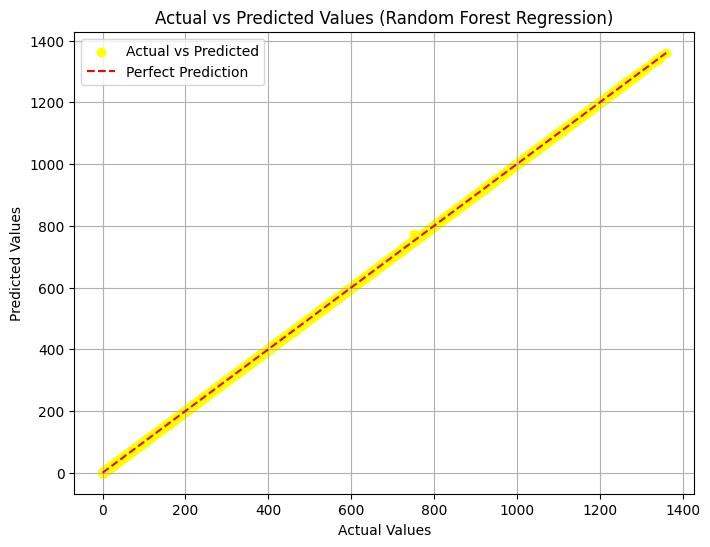 Actual vs Predicted Values (Random Forest Regression)
Actual vs Predicted
Perfect Prediction
Predicted Values
1400
1200
1000
800
600
400
200
0
0 200 400 600 800 1000 1200 1400
Actual Values